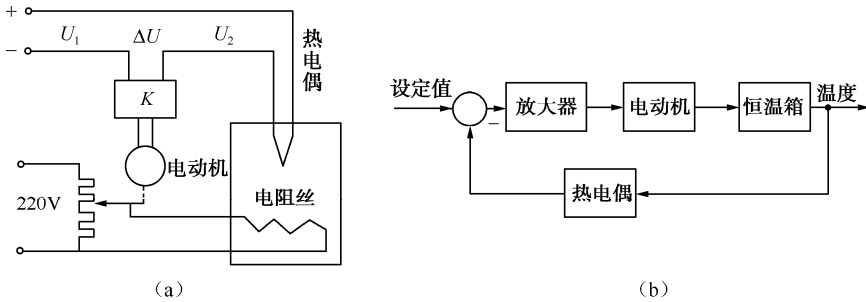 +
−
U₁
ΔU
U₂
热电偶
K
电动机
220V
电阻丝
(a)
设定值
−
放大器
电动机
恒温箱
温度
热电偶
(b)